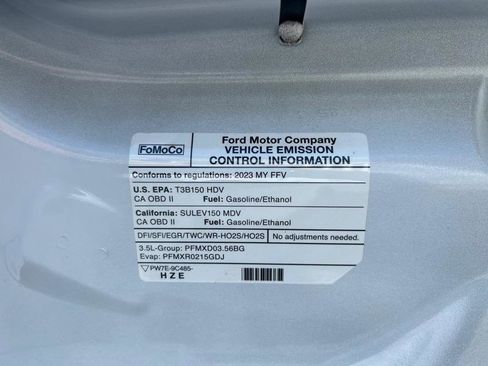 FoMoCo
Ford Motor Company
VEHICLE EMISSION
CONTROL INFORMATION
Conforms to regulations: 2023 MY FFV
U.S. EPA: T3B150 HDV
CA OBD II Fuel: Gasoline/Ethanol
California: SULEV150 MDV
CA OBD II Fuel: Gasoline/Ethanol
DFI/SFI/EGR/TWC/WR-HO2S/HO2S No adjustments needed.
3.5L-Group: PFMXD03.56BG
Evap: PFMXR0215GDJ
PW7E-9C485-
HZE